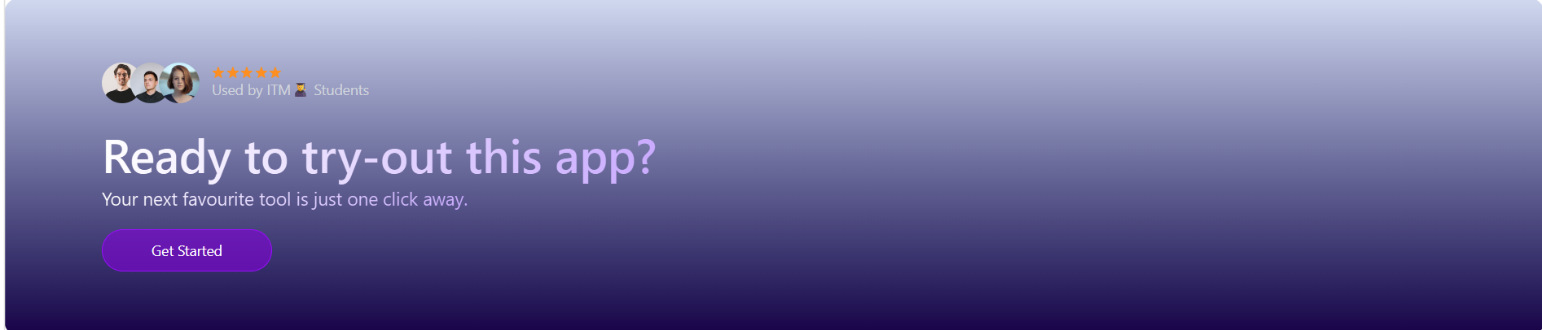 Used by ITM 👩‍🎓 Students
Ready to try-out this app?
Your next favourite tool is just one click away.
Get Started